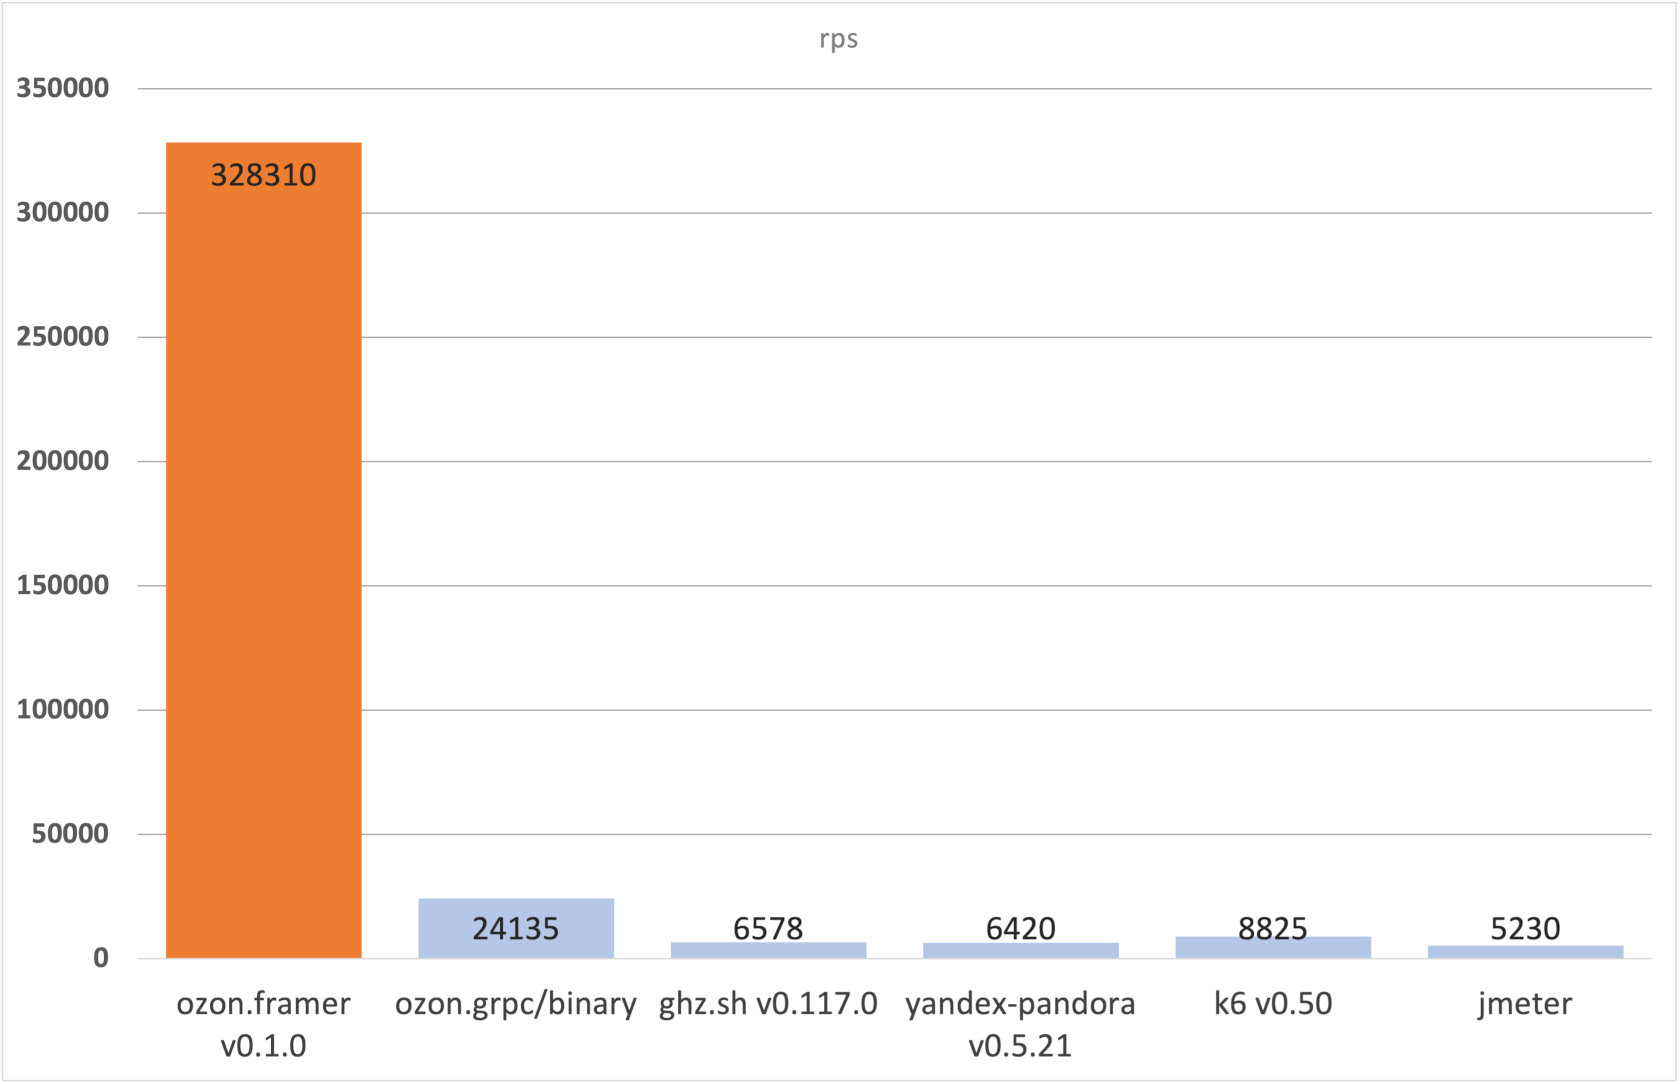 rps
350000
300000
250000
200000
150000
100000
50000
0
328310
24135
6578
6420
8825
5230
ozon.framer
v0.1.0
ozon.grpc/binary
ghz.sh v0.117.0
yandex-pandora
v0.5.21
k6 v0.50
jmeter